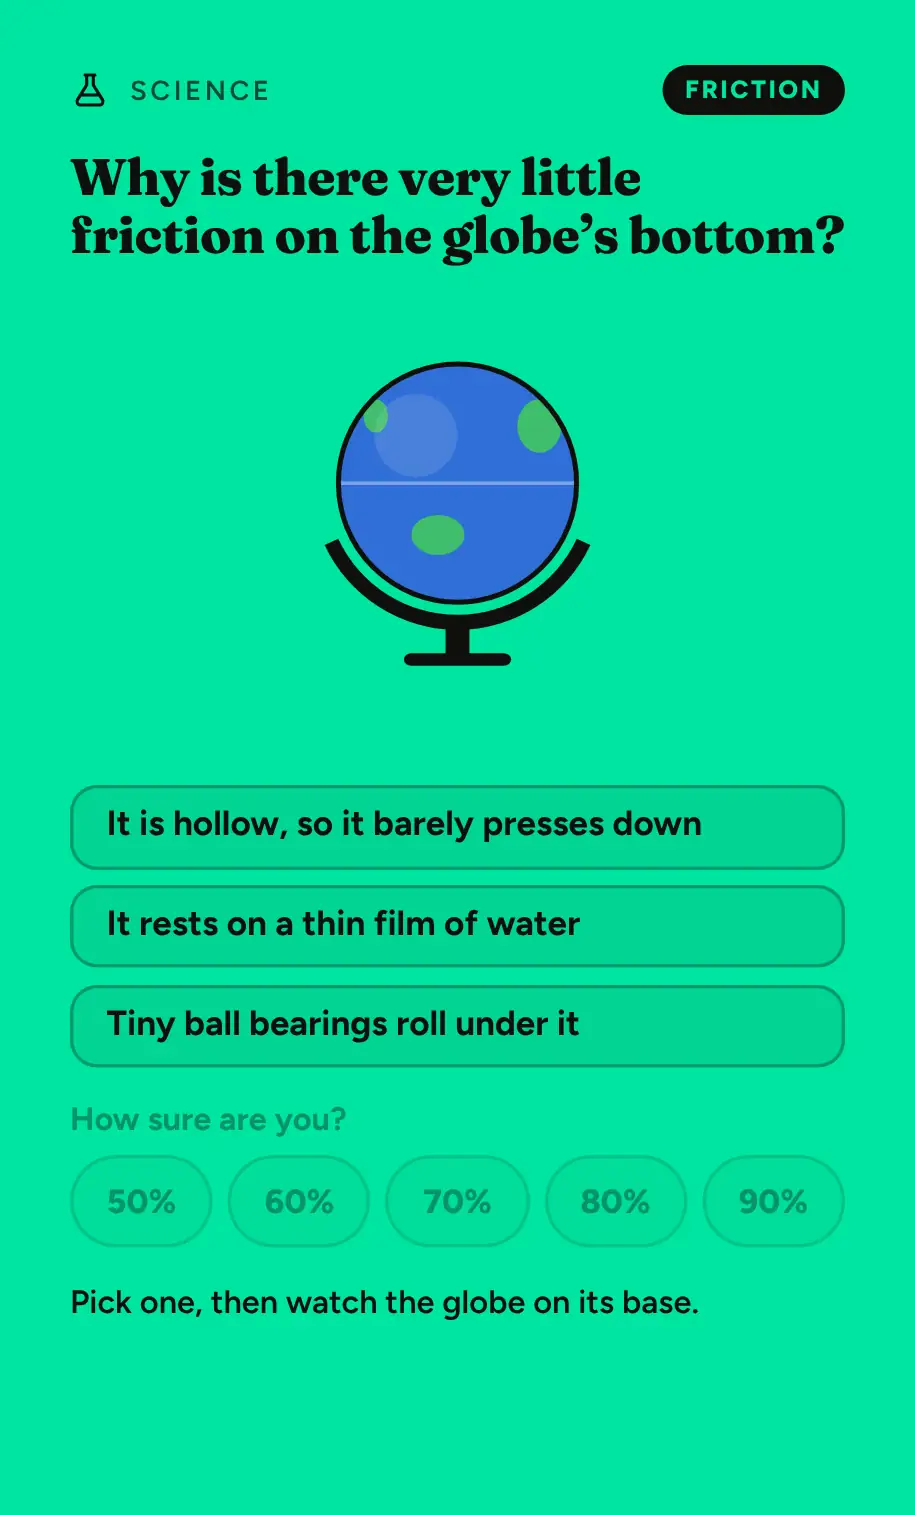 SCIENCE
FRICTION
Why is there very little
friction on the globe’s bottom?
It is hollow, so it barely presses down
It rests on a thin film of water
Tiny ball bearings roll under it
How sure are you?
50%
60%
70%
80%
90%
Pick one, then watch the globe on its base.